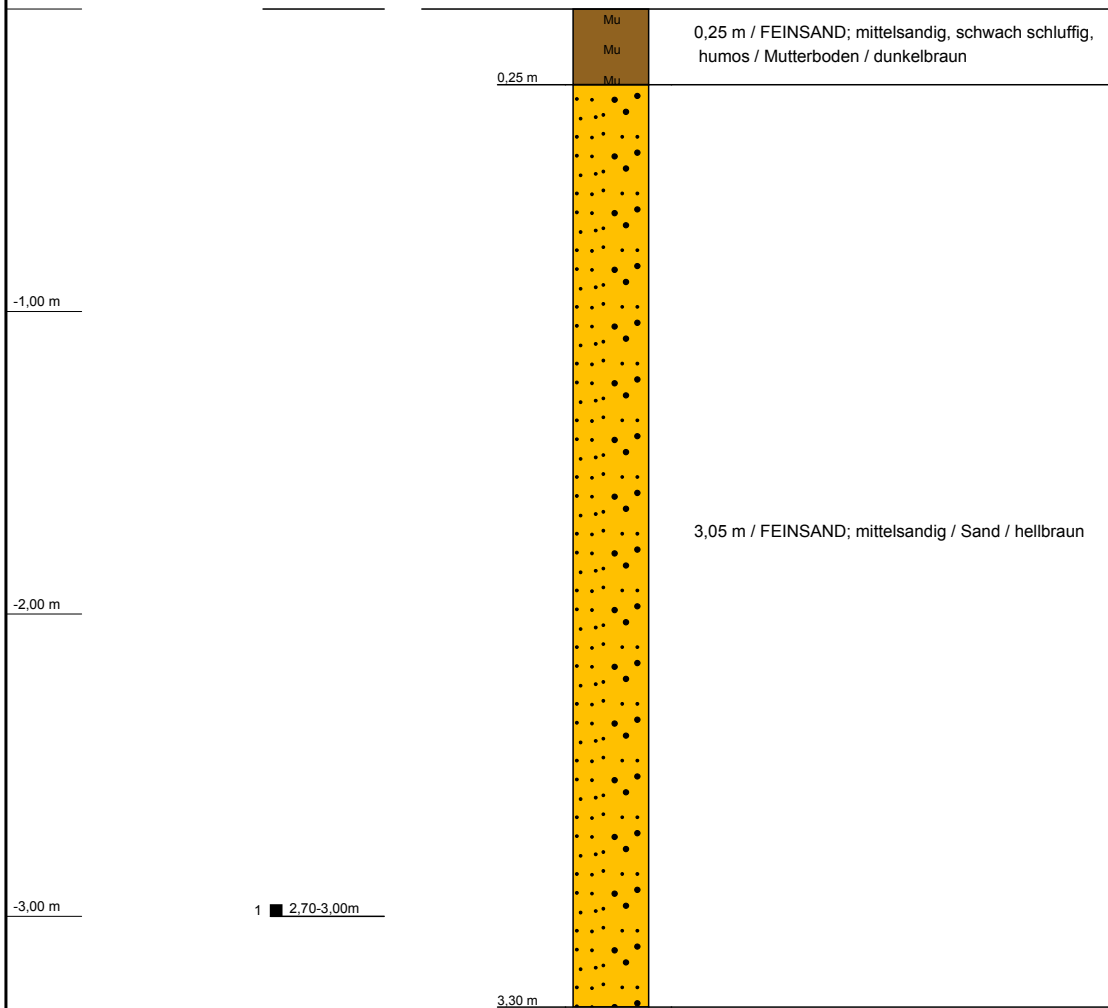 Mu
0,25 m / FEINSAND; mittelsandig, schwach schluffig,
humos / Mutterboden / dunkelbraun
Mu
0,25 m
Mu
-1,00 m
3,05 m / FEINSAND; mittelsandig / Sand / hellbraun
-2,00 m
-3,00 m
1 2,70-3,00m
3,30 m